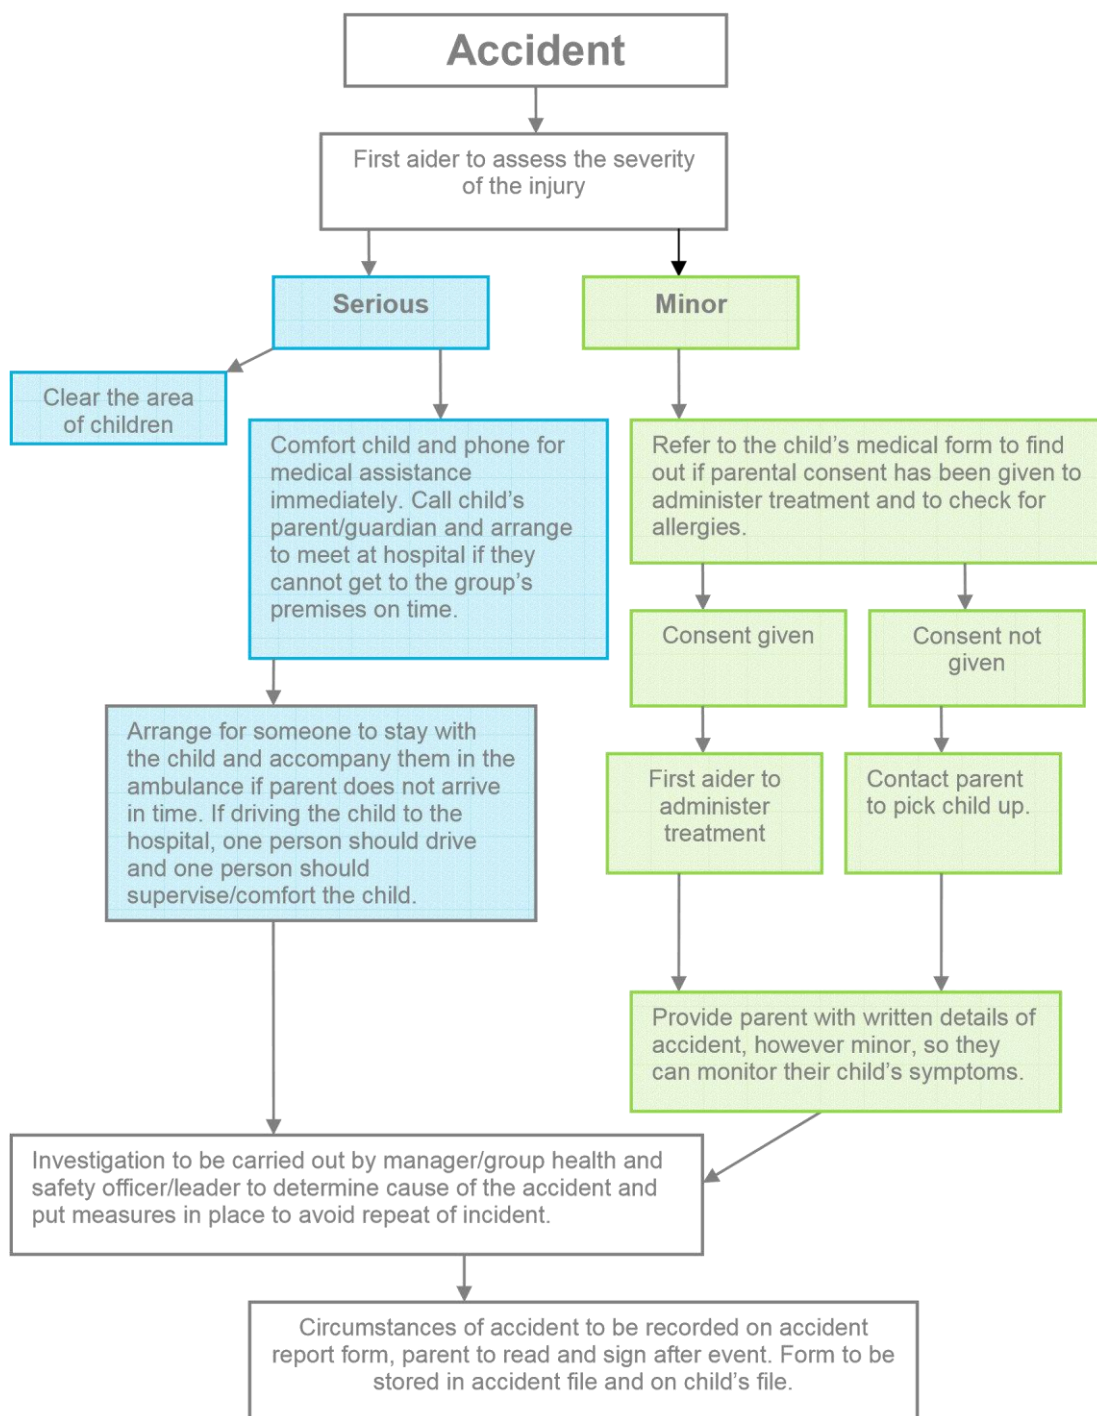 Accident
First aider to assess the severity
of the injury
Serious
Minor
Clear the area
of children
Comfort child and phone for
medical assistance
immediately. Call child’s
parent/guardian and arrange
to meet at hospital if they
cannot get to the group’s
premises on time.
Refer to the child’s medical form to find
out if parental consent has been given to
administer treatment and to check for
allergies.
Consent given
Consent not
given
Arrange for someone to stay with
the child and accompany them in the
ambulance if parent does not arrive
in time. If driving the child to the
hospital, one person should drive
and one person should
supervise/comfort the child.
First aider to
administer
treatment
Contact parent
to pick child up.
Provide parent with written details of
accident, however minor, so they
can monitor their child’s symptoms.
Investigation to be carried out by manager/group health and
safety officer/leader to determine cause of the accident and
put measures in place to avoid repeat of incident.
Circumstances of accident to be recorded on accident
report form, parent to read and sign after event. Form to be
stored in accident file and on child’s file.